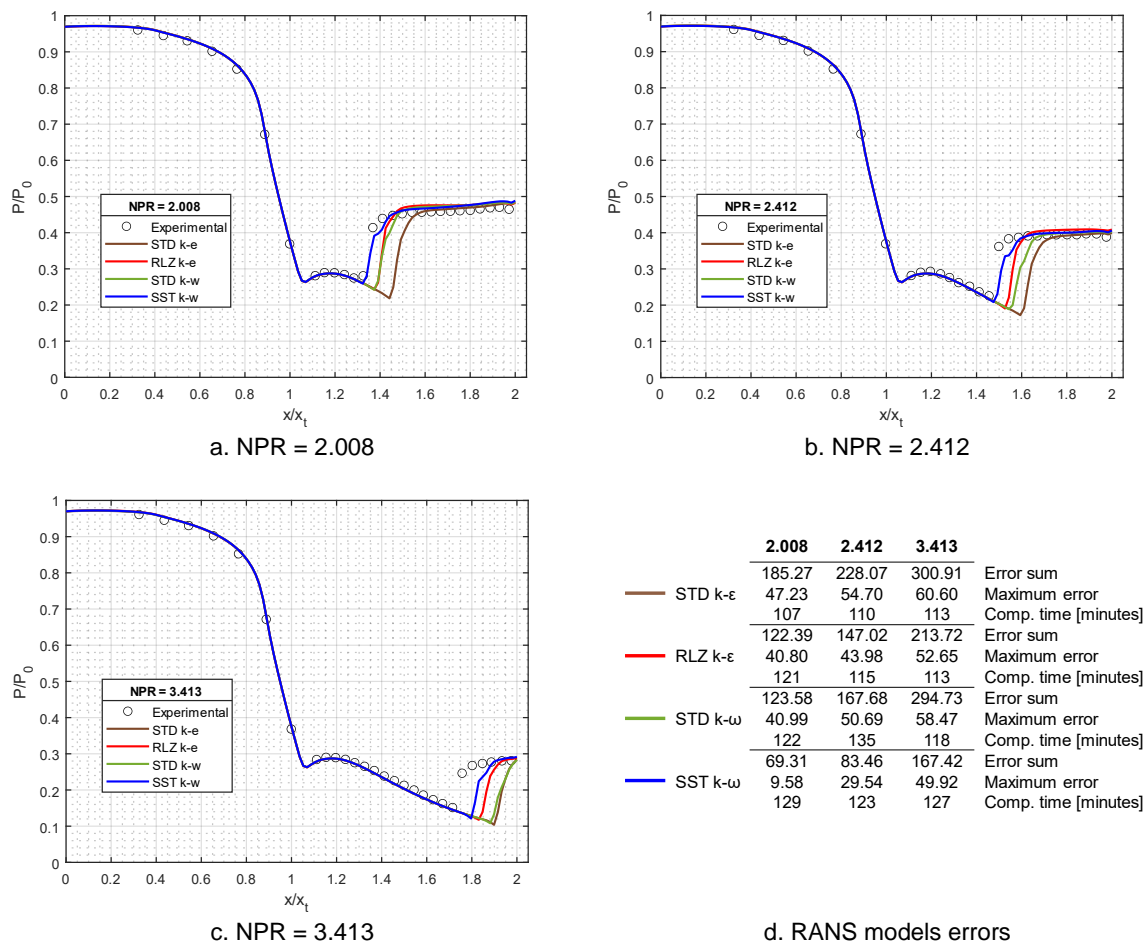 1
0.9
0.8
0.7
0.6
0.5
0.4
0.3
0.2
0.1
0
P/P0
NPR = 2.008
Experimental
STD k-e
RLZ k-e
STD k-w
SST k-w
0 0.2 0.4 0.6 0.8 1 1.2 1.4 1.6 1.8 2
x/xt
a. NPR = 2.008
1
0.9
0.8
0.7
0.6
0.5
0.4
0.3
0.2
0.1
0
P/P0
NPR = 2.412
Experimental
STD k-e
RLZ k-e
STD k-w
SST k-w
0 0.2 0.4 0.6 0.8 1 1.2 1.4 1.6 1.8 2
x/xt
b. NPR = 2.412
1
0.9
0.8
0.7
0.6
0.5
0.4
0.3
0.2
0.1
0
P/P0
NPR = 3.413
Experimental
STD k-e
RLZ k-e
STD k-w
SST k-w
0 0.2 0.4 0.6 0.8 1 1.2 1.4 1.6 1.8 2
x/xt
c. NPR = 3.413
2.008 2.412 3.413
185.27 228.07 300.91 Error sum
STD k-ε 47.23 54.70 60.60 Maximum error
107 110 113 Comp. time [minutes]
122.39 147.02 213.72 Error sum
RLZ k-ε 40.80 43.98 52.65 Maximum error
121 115 113 Comp. time [minutes]
123.58 167.68 294.73 Error sum
STD k-ω 40.99 50.69 58.47 Maximum error
122 135 118 Comp. time [minutes]
69.31 83.46 167.42 Error sum
SST k-ω 9.58 29.54 49.92 Maximum error
129 123 127 Comp. time [minutes]
d. RANS models errors